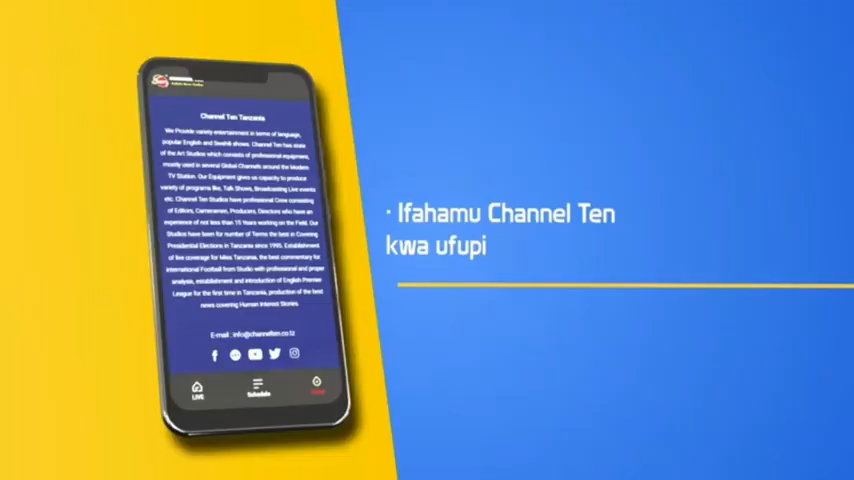 Channel Ten Tanzania
We Provide variety entertainment in terms of language,
popular English and Swahili shows. Channel Ten has state
of the Art Studios which consists of professional equipment,
mostly used in several Global Channels around the Modern
TV Station. Our Equipment gives us capacity to produce
variety of programs like, Talk Shows, Broadcasting Live events
etc. Channel Ten Studios have professional Crew consisting
of Editors, Cameramen, Producers, Directors who have an
experience of not less than 15 Years working on the Field. Our
Studios have been for number of Terms the best in Covering
Presidential Elections in Tanzania since 1995. Establishment
of live coverage for Miss Tanzania, the best commentary for
international Football from Studio with professional and proper
analysis, establishment and introduction of English Premier
League for the first time in Tanzania, production of the best
news covering Human Interest Stories.
E-mail : info@channelten.co.tz
LIVE
Schedule
· Ifahamu Channel Ten
kwa ufupi